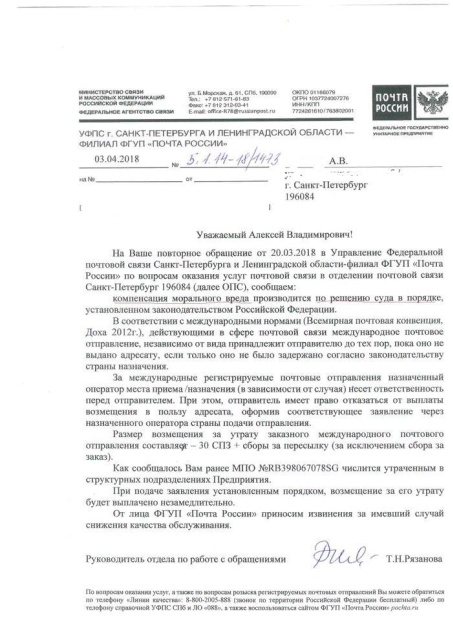 МИНИСТЕРСТВО СВЯЗИ
И МАССОВЫХ КОММУНИКАЦИЙ
РОССИЙСКОЙ ФЕДЕРАЦИИ
ФЕДЕРАЛЬНОЕ АГЕНТСТВО СВЯЗИ
ул. Б.Морская, д. 61, СПб, 190000
Тел.: +7 812 571-61-83
Факс: +7 812 312-03-41
E-mail: office-R78@russianpost.ru
ОКПО 01186079
ОГРН 1037724007276
ИНН/КПП
ПОЧТА
РОССИИ
ФЕДЕРАЛЬНОЕ ГОСУДАРСТВЕННОЕ
УНИТАРНОЕ ПРЕДПРИЯТИЕ
УФПС г. САНКТ-ПЕТЕРБУРГА И ЛЕНИНГРАДСКОЙ ОБЛАСТИ —
ФИЛИАЛ ФГУП «ПОЧТА РОССИИ»
03.04.2018 № 5.1.14-18/1473
А.В.
на № от
г. Санкт-Петербург
196084
Уважаемый Алексей Владимирович!
На Ваше повторное обращение от 20.03.2018 в Управление Федеральной
почтовой связи Санкт-Петербурга и Ленинградской области-филиал ФГУП «Почта
России» по вопросам оказания услуг почтовой связи в отделении почтовой связи
Санкт-Петербург 196084 (далее ОПС), сообщаем:
компенсация морального вреда производится по решению суда в порядке,
установленном законодательством Российской Федерации.
В соответствии с международными нормами (Всемирная почтовая конвенция,
Доха 2012г.), действующими в сфере почтовой связи международное почтовое
отправление, независимо от вида принадлежит отправителю до тех пор, пока оно не
выдано адресату, если только оно не было задержано согласно законодательству
страны назначения.
За международные регистрируемые почтовые отправления назначенный
оператор места приема /назначения (в зависимости от случая) несет ответственность
перед отправителем. При этом, отправитель имеет право отказаться от выплаты
возмещения в пользу адресата, оформив соответствующее заявление через
назначенного оператора страны подачи отправления.
Размер возмещения за утрату заказного международного почтового
отправления составляет – 30 СПЗ + сборы за пересылку (за исключением сбора за
заказ).
Как сообщалось Вам ранее МПО №RB398067078SG числится утраченным в
структурных подразделениях Предприятия.
При подаче заявления установленным порядком, возмещение за его утрату
будет выплачено незамедлительно.
От лица ФГУП «Почта России» приносим извинения за имевший случай
снижения качества обслуживания.
Руководитель отдела по работе с обращениями Т.Н.Рязанова
По вопросам оказания услуг, а также розыска регистрируемых почтовых отправлений Вы можете обратиться
по телефону «Линии качества»: 8-800-2005-888 (звонок по территории Российской Федерации бесплатный) либо по
телефону справочной УФПС СПб и ЛО «088», а также воспользоваться сайтом ФГУП «Почта России» pochta.ru